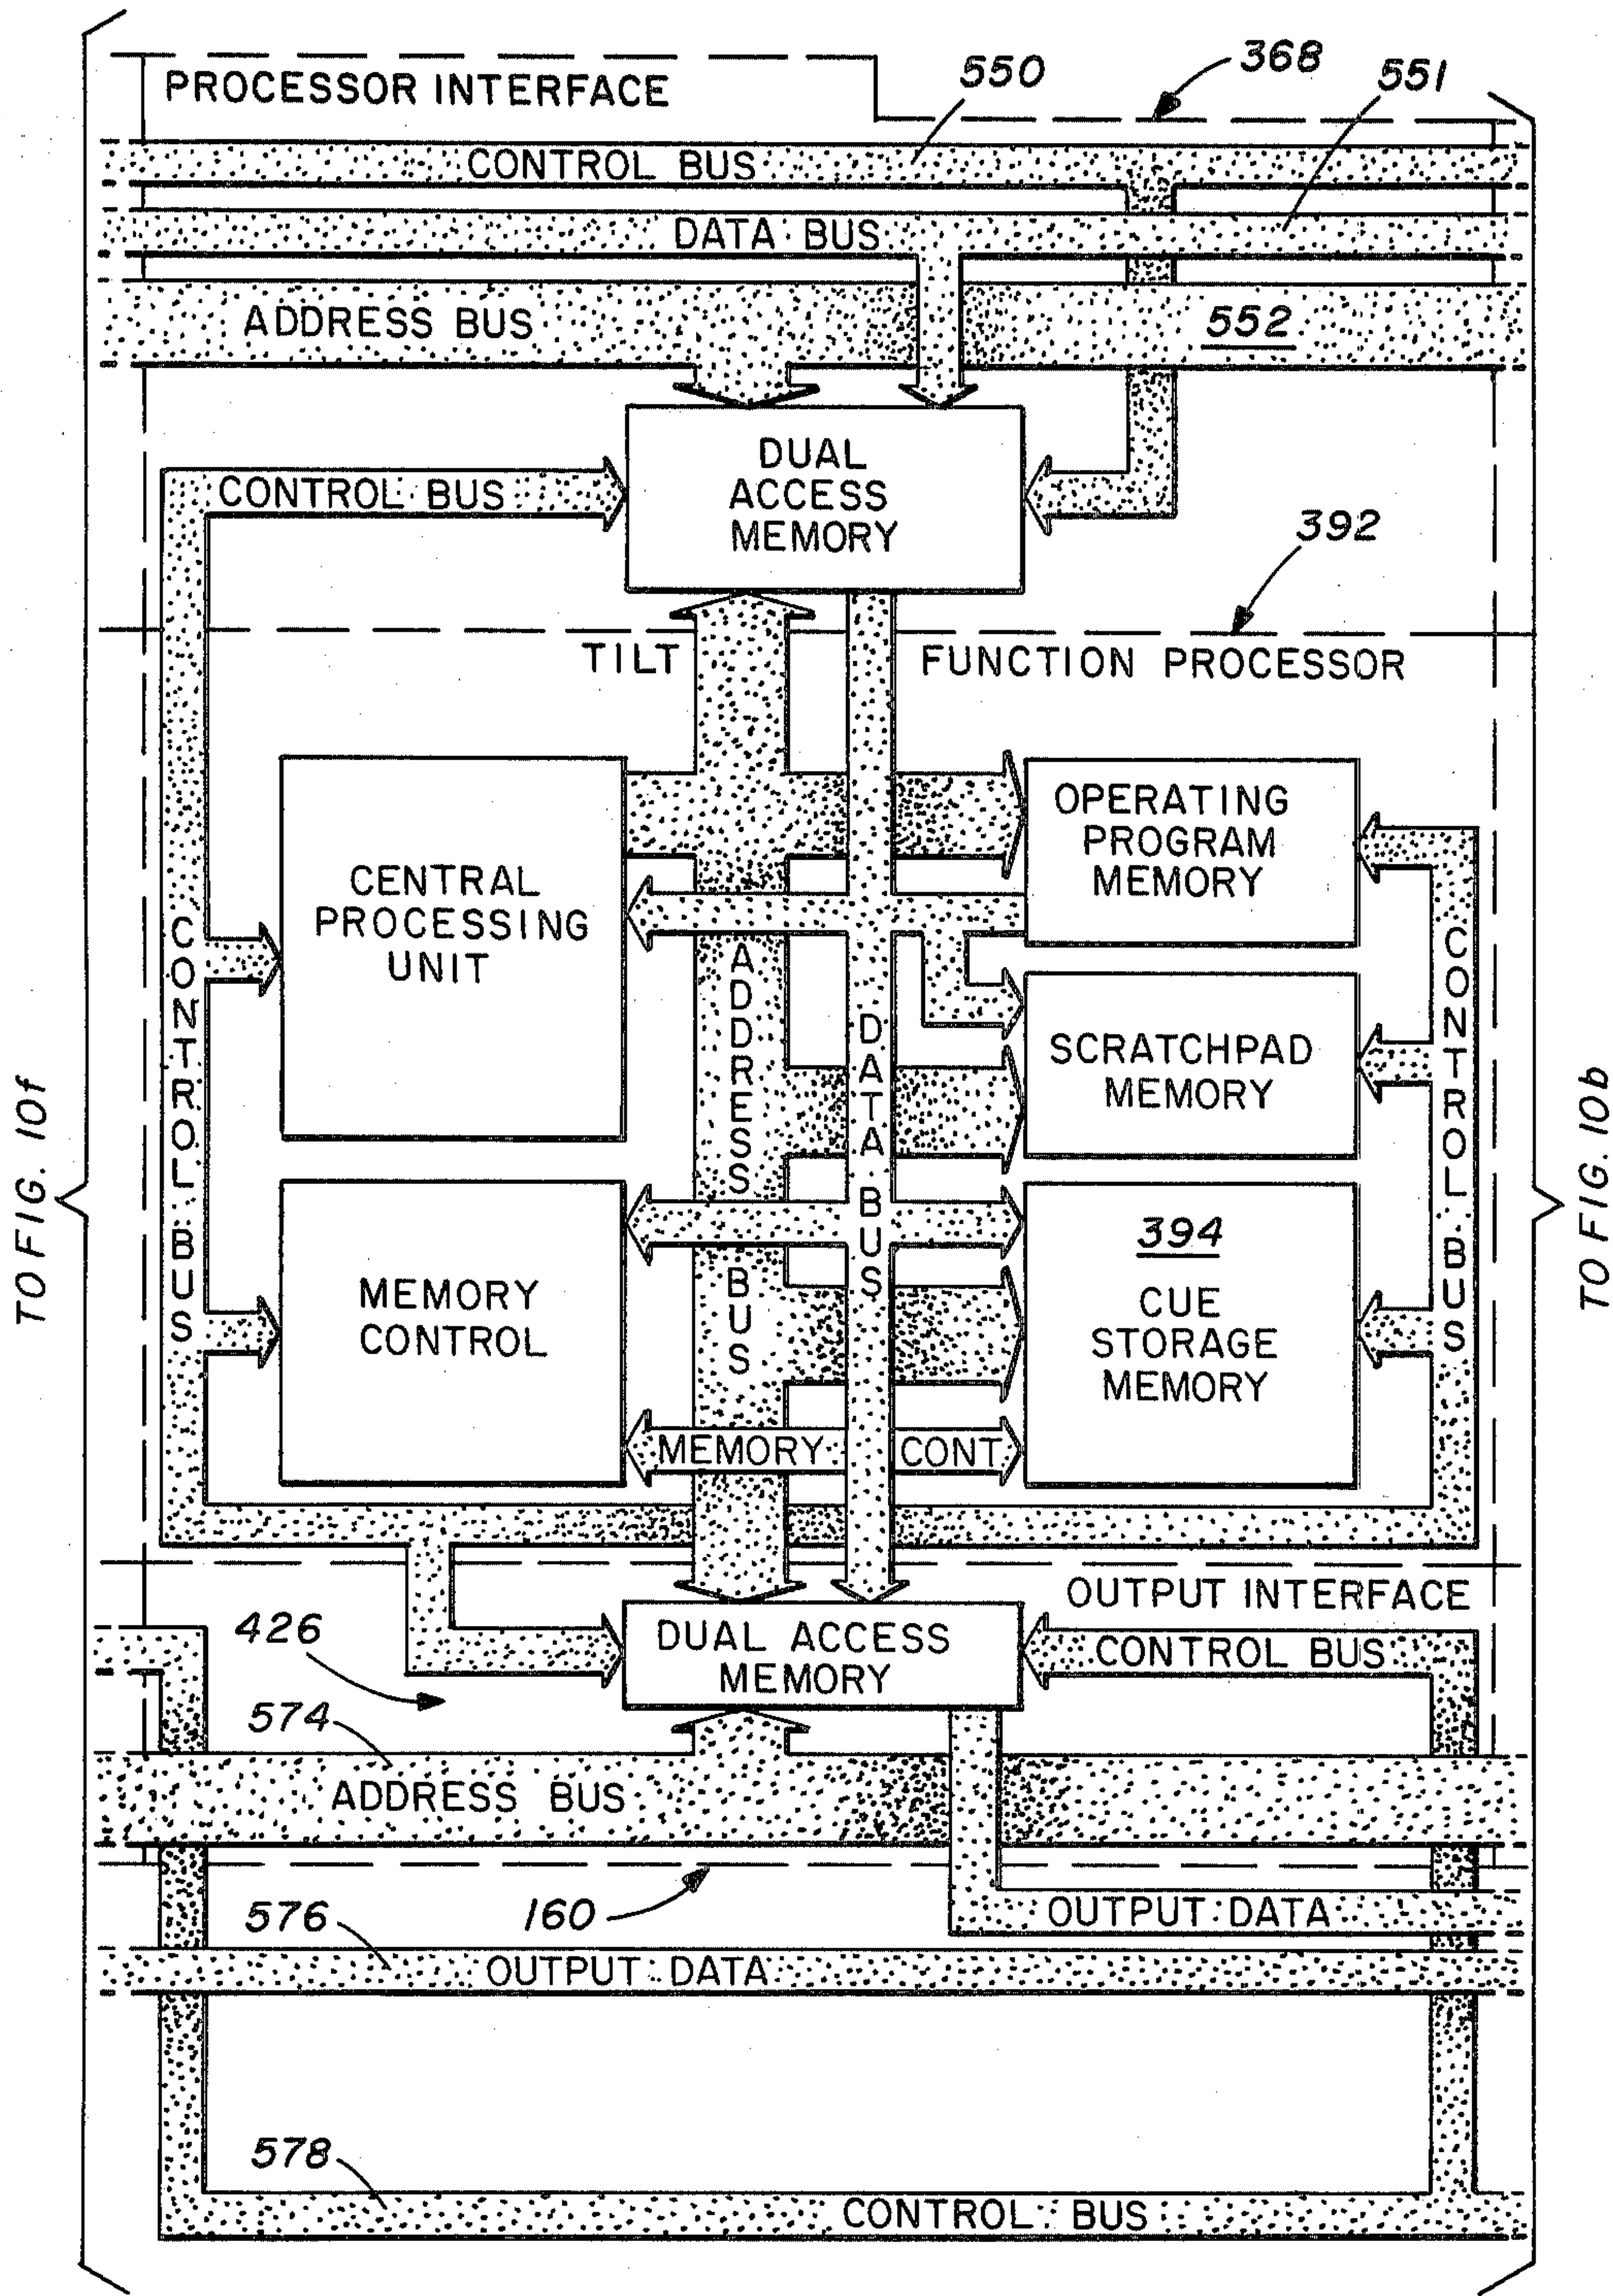 368
550
551
PROCESSOR INTERFACE
CONTROL BUS
DATA BUS
ADDRESS BUS
552
DUAL
ACCESS
MEMORY
CONTROL BUS
392
TILT
FUNCTION PROCESSOR
CENTRAL
PROCESSING
UNIT
OPERATING
PROGRAM
MEMORY
CONTROL BUS
ADDRESS BUS
DATA BUS
CONTROL BUS
SCRATCHPAD
MEMORY
TO FIG. 10f
TO FIG. 10b
MEMORY
CONTROL
394
CUE
STORAGE
MEMORY
MEMORY CONT
OUTPUT INTERFACE
426
DUAL ACCESS
MEMORY
CONTROL BUS
574
ADDRESS BUS
576
160
OUTPUT DATA
OUTPUT DATA
578
CONTROL BUS